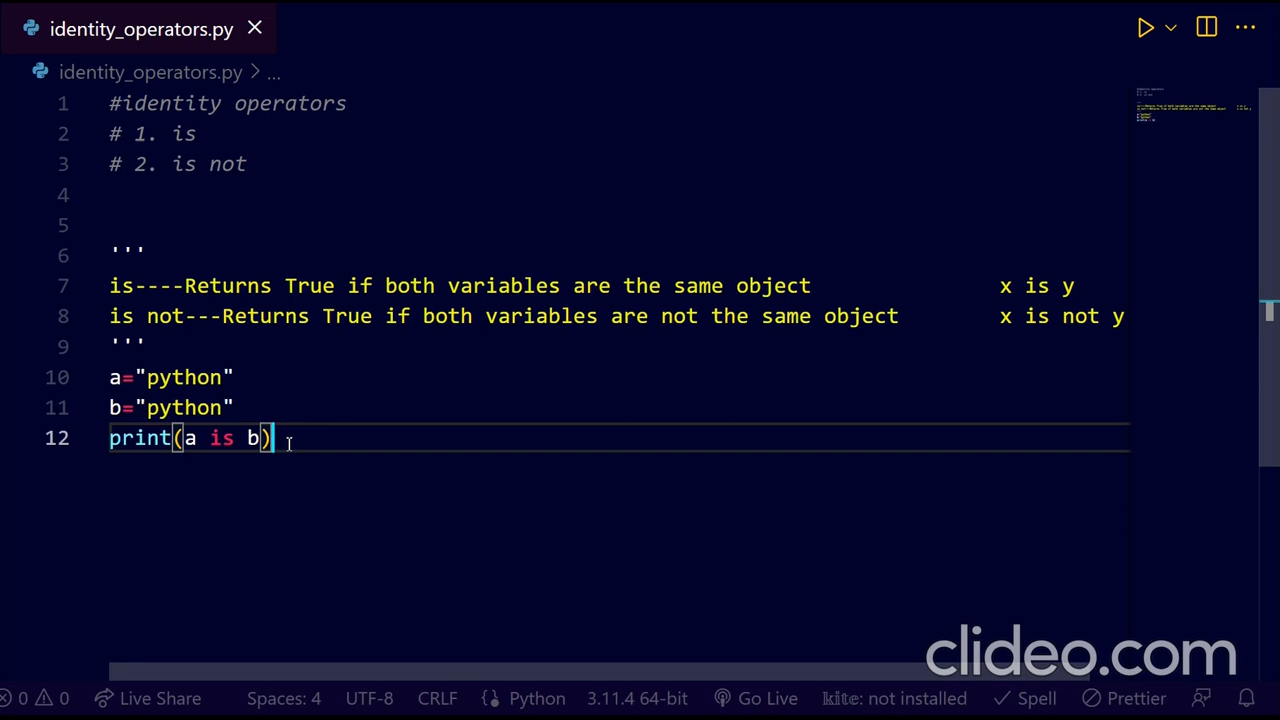 identity_operators.py
identity_operators.py > ...
1 #identity operators
2 # 1. is
3 # 2. is not
4
5
6 '''
7 is----Returns True if both variables are the same object x is y
8 is not---Returns True if both variables are not the same object x is not y
9 '''
10 a="python"
11 b="python"
12 print(a is b)
clideo.com
0 0 Live Share Spaces: 4 UTF-8 CRLF Python 3.11.4 64-bit Go Live kite: not installed Spell Prettier